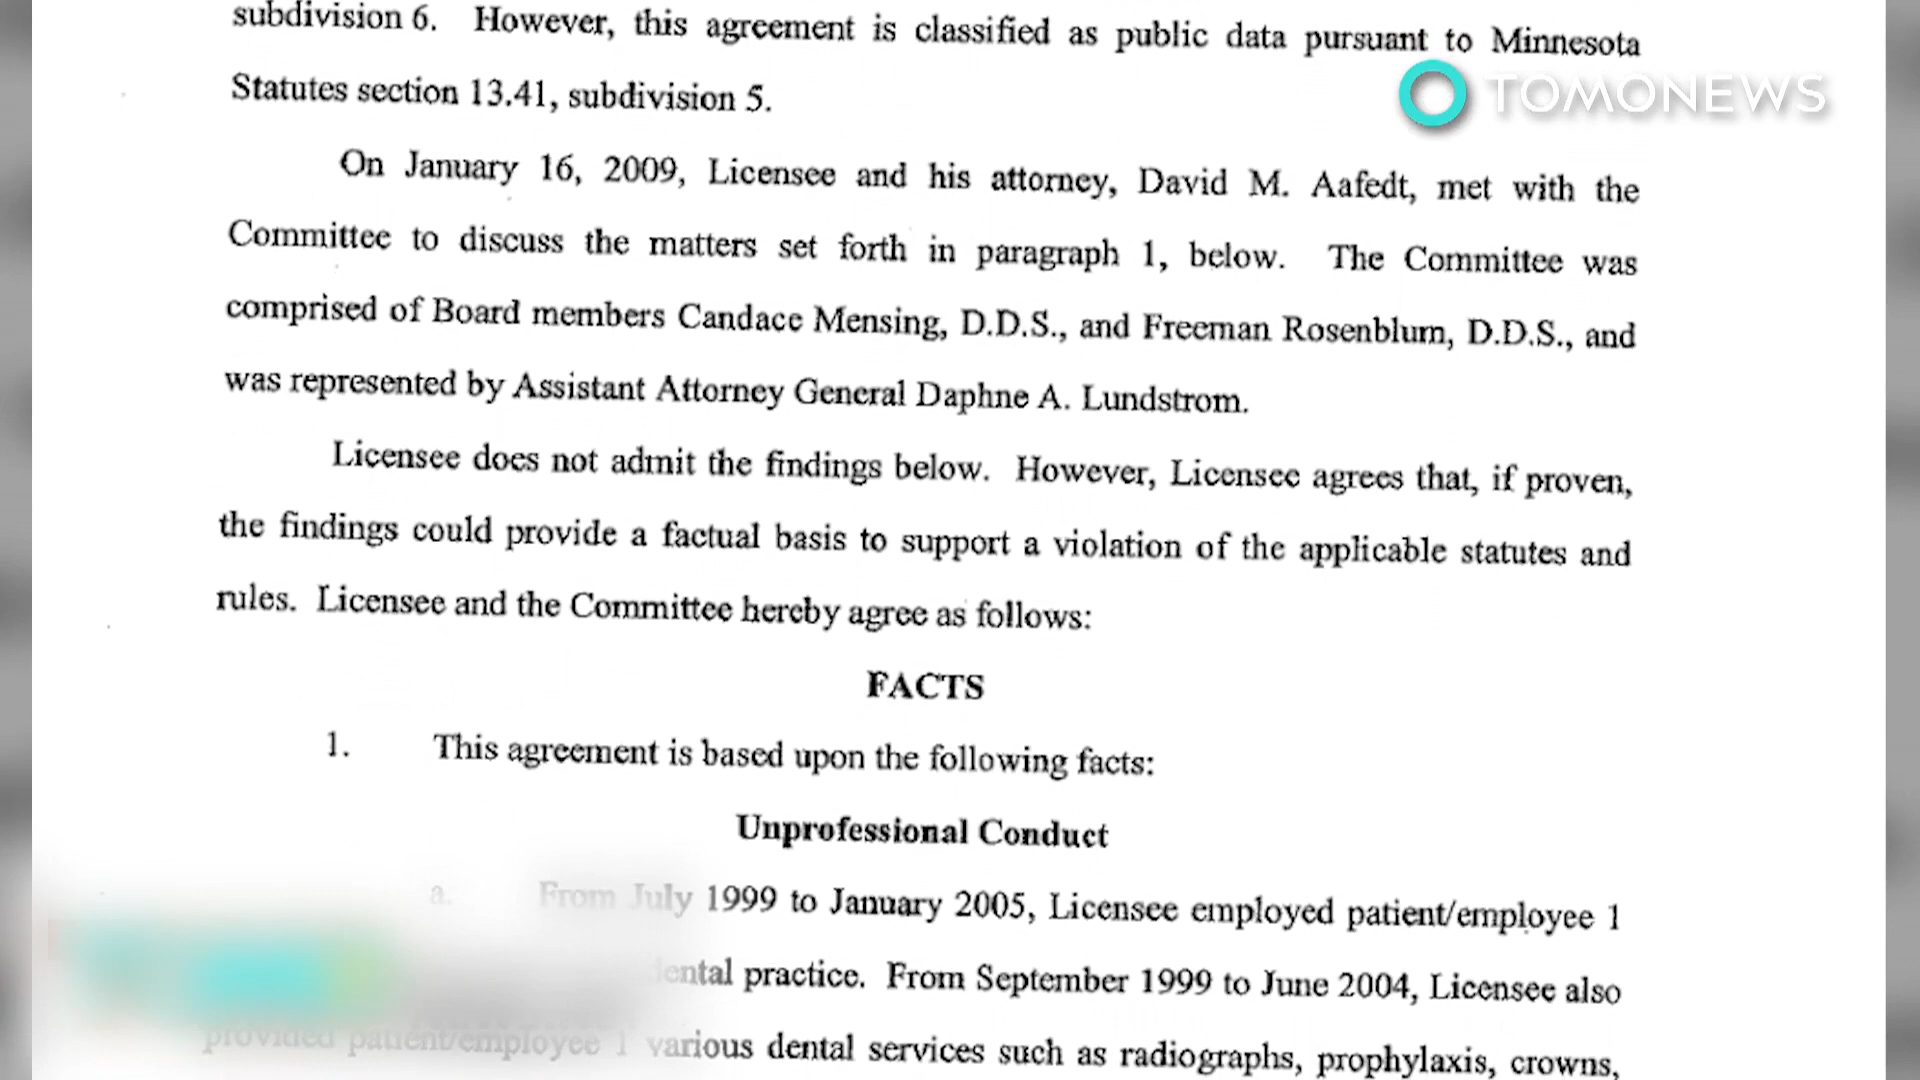 subdivision 6. However, this agreement is classified as public data pursuant to Minnesota
TOMONEWS
Statutes section 13.41, subdivision 5.
On January 16, 2009, Licensee and his attorney, David M. Aafedt, met with the
Committee to discuss the matters set forth in paragraph 1, below. The Committee was
comprised of Board members Candace Mensing, D.D.S., and Freeman Rosenblum, D.D.S., and
was represented by Assistant Attorney General Daphne A. Lundstrom.
Licensee does not admit the findings below. However, Licensee agrees that, if proven,
the findings could provide a factual basis to support a violation of the applicable statutes and
rules. Licensee and the Committee hereby agree as follows:
FACTS
1. This agreement is based upon the following facts:
Unprofessional Conduct
a. From July 1999 to January 2005, Licensee employed patient/employee 1
practice. From September 1999 to June 2004, Licensee also
provided patient/employee 1 various dental services such as radiographs, prophylaxis, crowns,